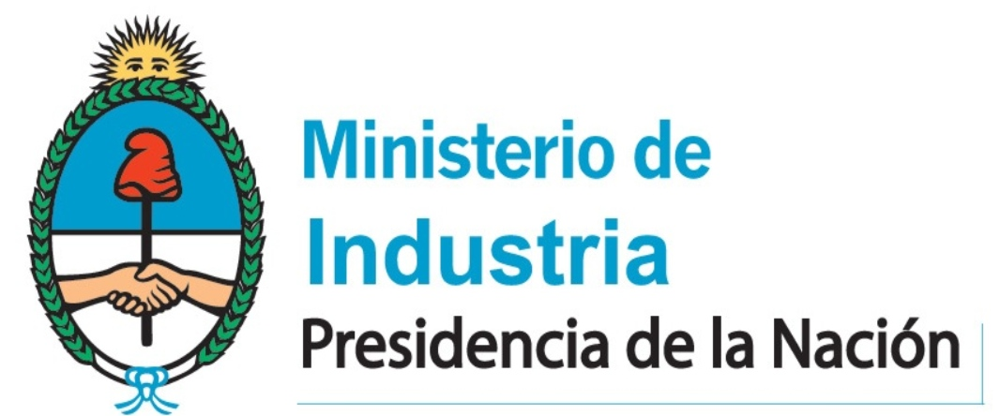 Ministerio de
Industria
Presidencia de la Nación